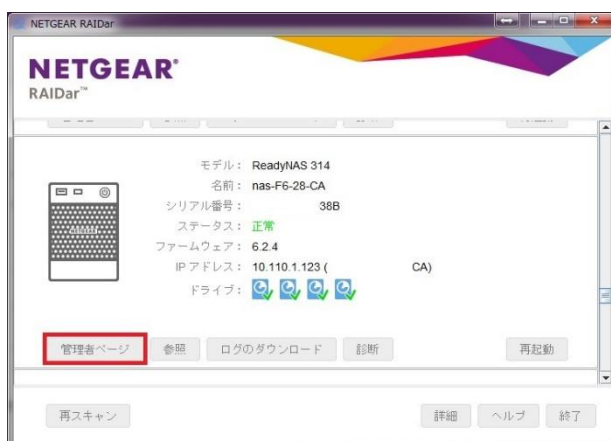 NETGEAR RAIDar
NETGEAR®
RAIDar™
モデル： ReadyNAS 314
名前： nas-F6-28-CA
シリアル番号： 38B
ステータス： 正常
ファームウェア： 6.2.4
IP アドレス： 10.110.1.123 ( CA)
ドライブ：
管理者ページ 参照 ログのダウンロード 診断 再起動
再スキャン 詳細 ヘルプ 終了